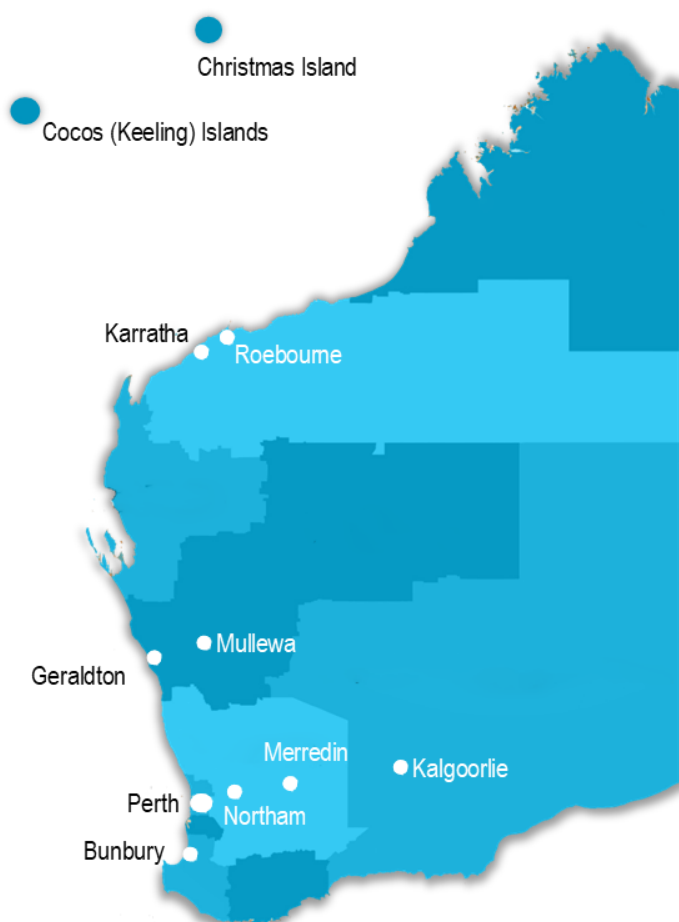 Christmas Island
Cocos (Keeling) Islands
Karratha
Roebourne
Mullewa
Geraldton
Merredin
Kalgoorlie
Perth
Northam
Bunbury